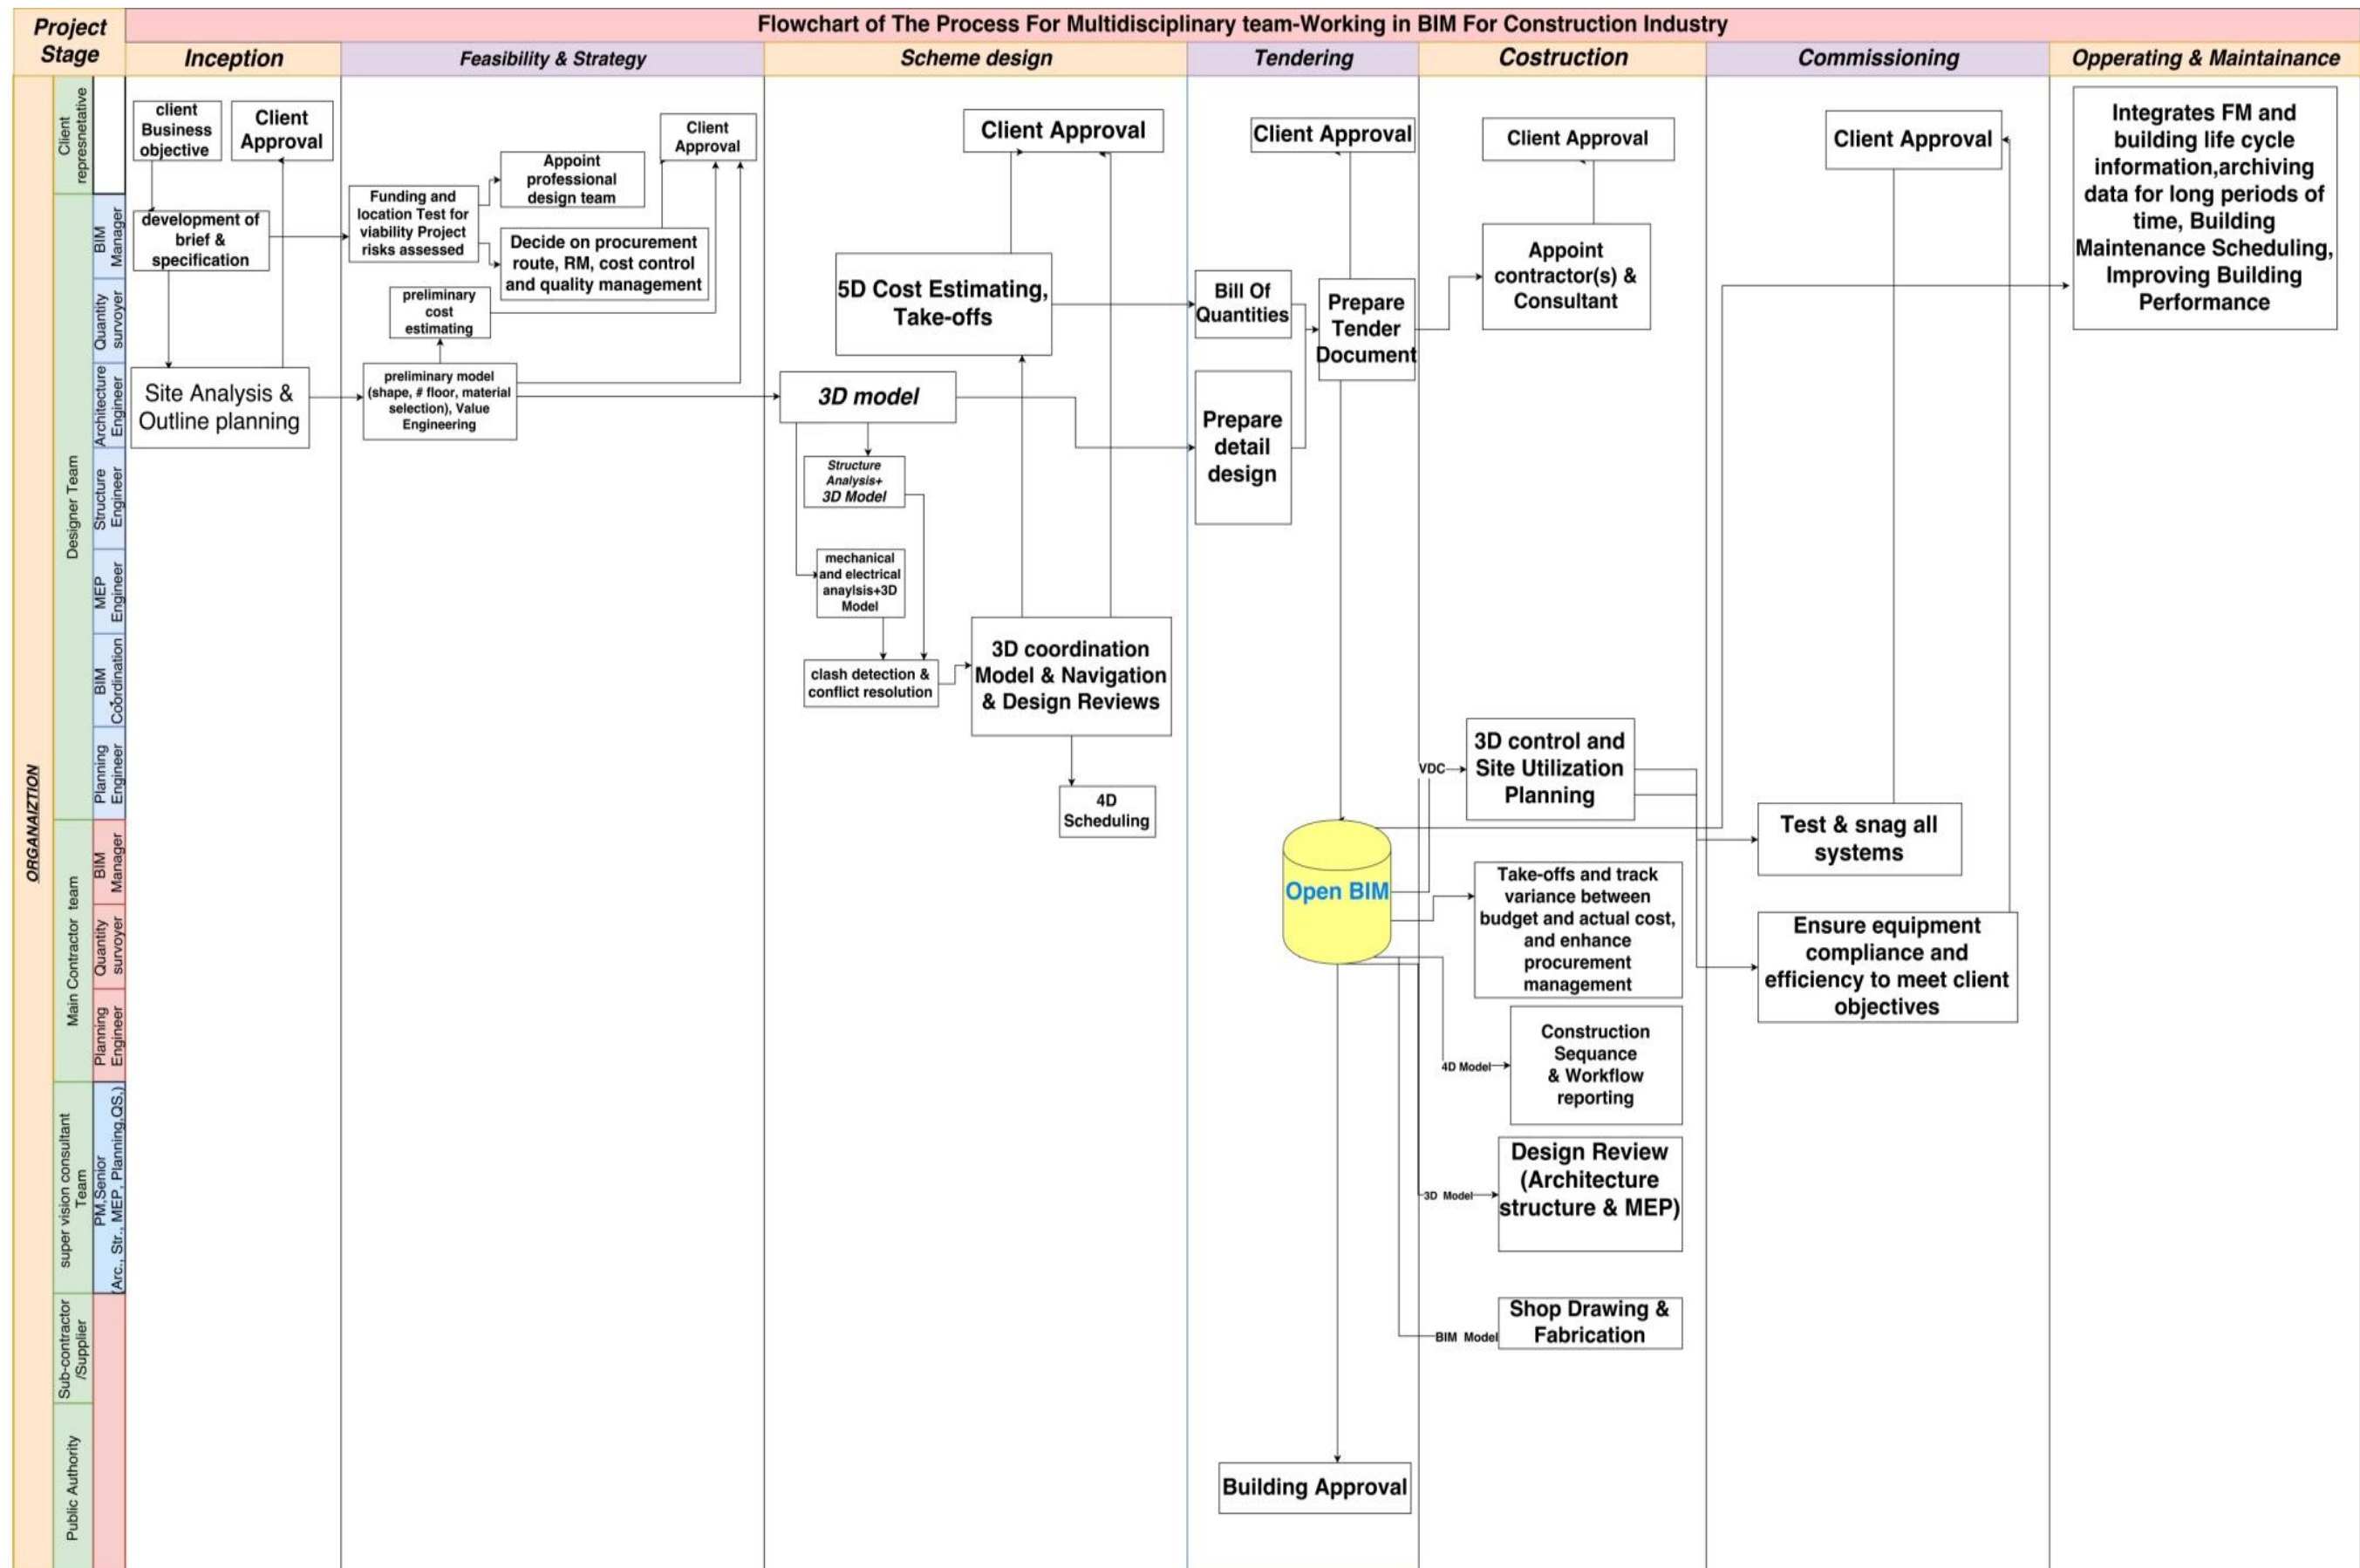 Flowchart of The Process For Multidisciplinary team-Working in BIM For Construction Industry
Project
Stage
Inception
Feasibility & Strategy
Scheme design
Tendering
Costruction
Commissioning
Opperating & Maintainance
ORGANAIZTION
Client
represnetative
Designer Team
BIM
Manager
Quantity
survoyer
Architecture
Engineer
Structure
Engineer
MEP
Engineer
BIM
Coordination
Planning
Engineer
Main Contractor team
BIM
Manager
Quantity
survoyer
Planning
Engineer
super vision consultant
Team
PM,Senior
(Arc., Str., MEP, Planning,QS,)
Sub-contractor
/Supplier
Public Authority
client
Business
objective
Client
Approval
development of
brief &
specification
Site Analysis &
Outline planning
Funding and
location Test for
viability Project
risks assessed
Appoint
professional
design team
Client
Approval
Decide on procurement
route, RM, cost control
and quality management
preliminary
cost
estimating
preliminary model
(shape, # floor, material
selection), Value
Engineering
Client Approval
5D Cost Estimating,
Take-offs
3D model
Structure
Analysis+
3D Model
mechanical
and electrical
anaylsis+3D
Model
clash detection &
conflict resolution
3D coordination
Model & Navigation
& Design Reviews
4D
Scheduling
Client Approval
Bill Of
Quantities
Prepare
Tender
Document
Prepare
detail
design
Open BIM
Building Approval
Client Approval
Appoint
contractor(s) &
Consultant
VDC
3D control and
Site Utilization
Planning
Take-offs and track
variance between
budget and actual cost,
and enhance
procurement
management
4D Model
Construction
Sequance
& Workflow
reporting
3D Model
Design Review
(Architecture
structure & MEP)
BIM Model
Shop Drawing &
Fabrication
Client Approval
Test & snag all
systems
Ensure equipment
compliance and
efficiency to meet client
objectives
Integrates FM and
building life cycle
information,archiving
data for long periods of
time, Building
Maintenance Scheduling,
Improving Building
Performance